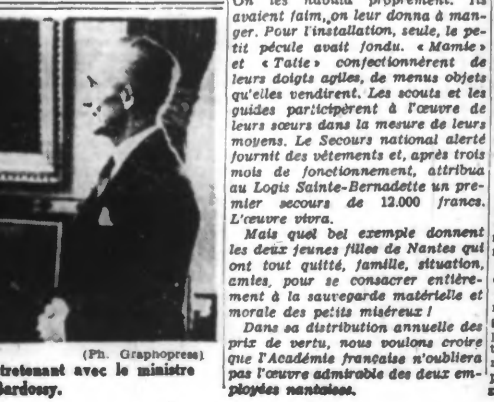 (Ph. Graphopress)
tretenant avec le ministre
Bardossy.
On les habilla proprement. Ils
avaient faim, on leur donna à man-
ger. Pour l'installation, seule, le pe-
tit pécule avait fondu. « Mamie »
et « Tatie » confectionnèrent de
leurs doigts agiles, de menus objets
qu'elles vendirent. Les scouts et les
guides participèrent à l'œuvre de
leurs sœurs dans la mesure de leurs
moyens. Le Secours national alerté
fournit des vêtements et, après trois
mois de fonctionnement, attribua
au Logis Sainte-Bernadette un pre-
mier secours de 12.000 francs.
L'œuvre vivra.
Mais quel bel exemple donnent
les deux jeunes filles de Nantes qui
ont tout quitté, famille, situation,
amies, pour se consacrer entière-
ment à la sauvegarde matérielle et
morale des petits miséreux !
Dans sa distribution annuelle des
prix de vertu, nous voulons croire
que l'Académie française n'oubliera
pas l'œuvre admirable des deux em-
ployées nantaises.